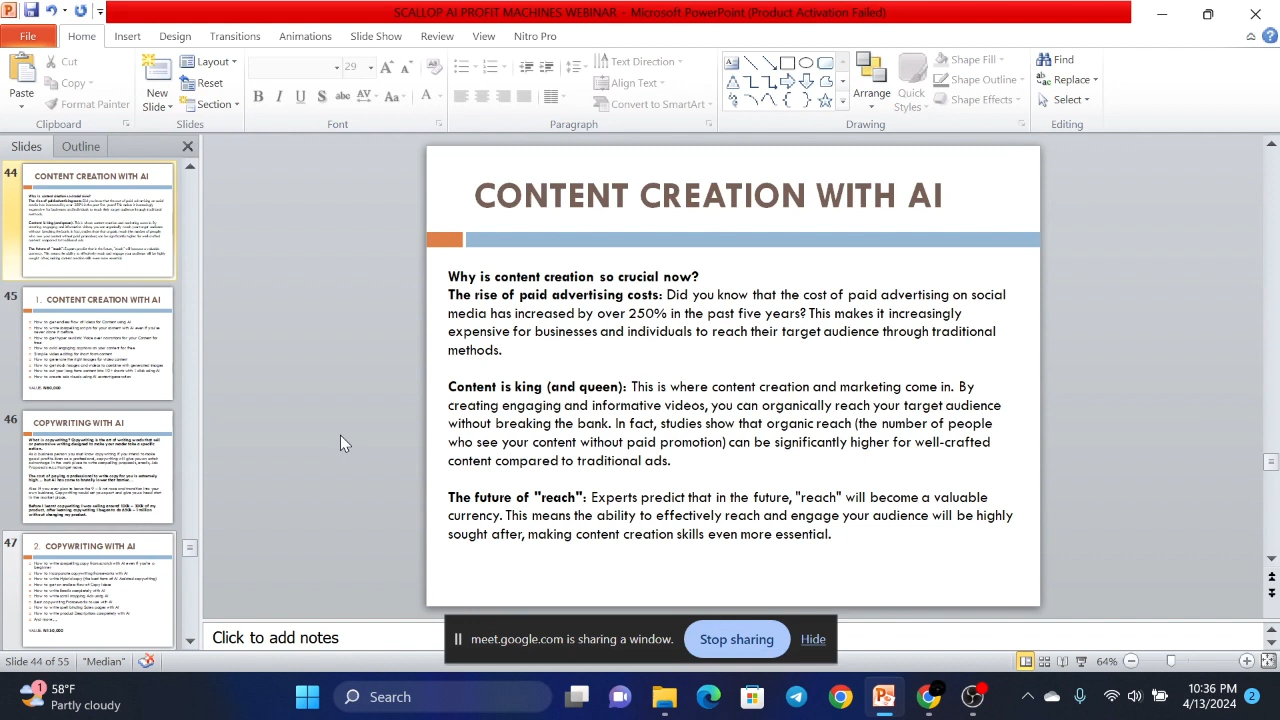 SCALLOP AI PROFIT MACHINES WEBINAR - Microsoft PowerPoint (Product Activation Failed)
File Home Insert Design Transitions Animations Slide Show Review View Nitro Pro
Cut
Layout
29
Text Direction
Shape Fill
Find
Copy
Reset
Align Text
Shape Outline
Replace
Paste
Format Painter
New Slide
Section
B I U S abc AV Aa A
Convert to SmartArt
Arrange
Quick Styles
Shape Effects
Select
Clipboard Slides Font Paragraph Drawing Editing
Slides Outline
44
CONTENT CREATION WITH AI
45
1. CONTENT CREATION WITH AI
46
COPYWRITING WITH AI
47
2. COPYWRITING WITH AI
CONTENT CREATION WITH AI
Why is content creation so crucial now?
The rise of paid advertising costs: Did you know that the cost of paid advertising on social
media has increased by over 250% in the past five years? This makes it increasingly
expensive for businesses and individuals to reach their target audience through traditional
methods.
Content is king (and queen): This is where content creation and marketing come in. By
creating engaging and informative videos, you can organically reach your target audience
without breaking the bank. In fact, studies show that organic reach (the number of people
who see your content without paid promotion) can be significantly higher for well-crafted
content compared to traditional ads.
The future of "reach": Experts predict that in the future, "reach" will become a valuable
currency. This means the ability to effectively reach and engage your audience will be highly
sought after, making content creation skills even more essential.
Click to add notes
meet.google.com is sharing a window.
Stop sharing
Hide
Slide 44 of 55
"Median"
64%
1
58°F
Partly cloudy
Search
10:36 PM
4/13/2024
2